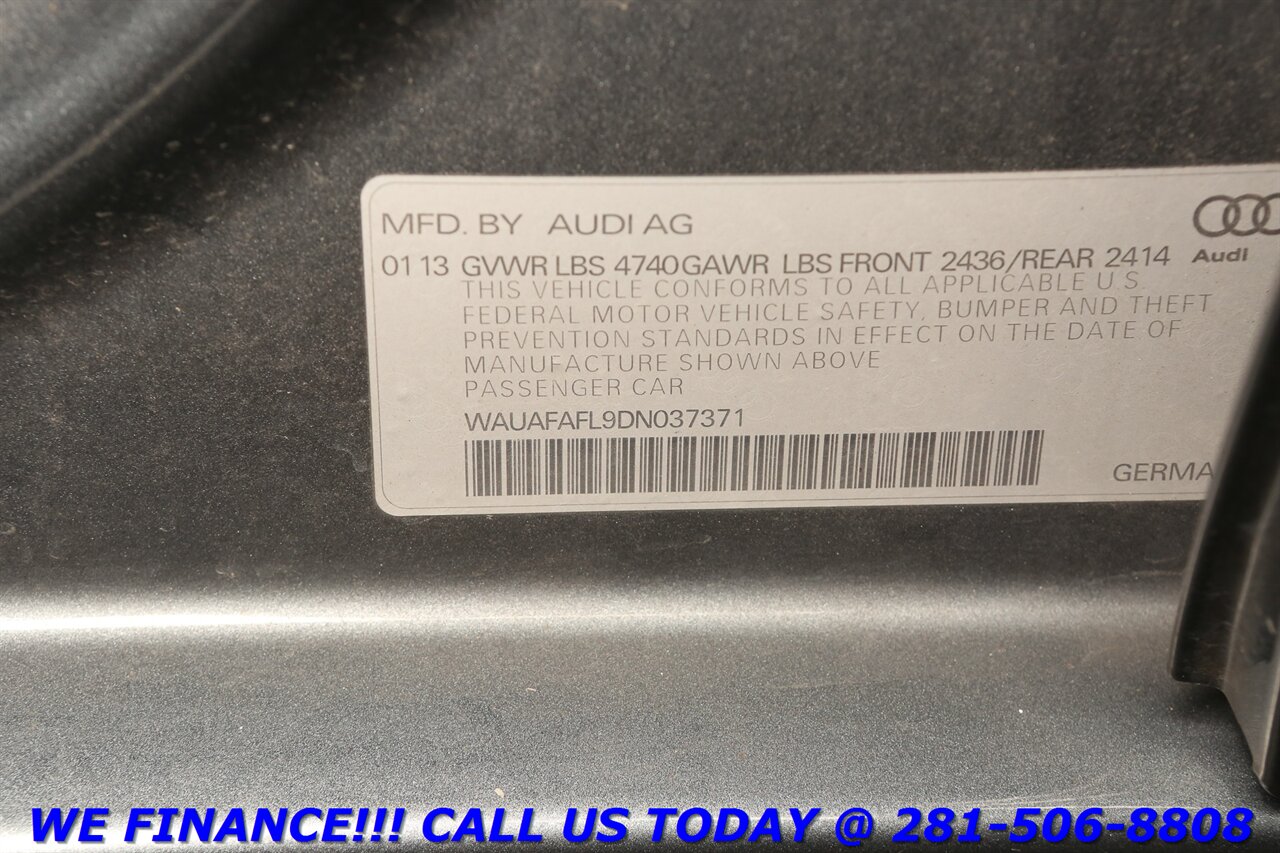 MFD. BY AUDI AG
01 13 GVWR LBS 4740GAWR LBS FRONT 2436/REAR 2414
Audi
THIS VEHICLE CONFORMS TO ALL APPLICABLE U.S.
FEDERAL MOTOR VEHICLE SAFETY, BUMPER AND THEFT
PREVENTION STANDARDS IN EFFECT ON THE DATE OF
MANUFACTURE SHOWN ABOVE
PASSENGER CAR
WAUAFAFL9DN037371
GERMA
WE FINANCE!!! CALL US TODAY @ 281-506-8808